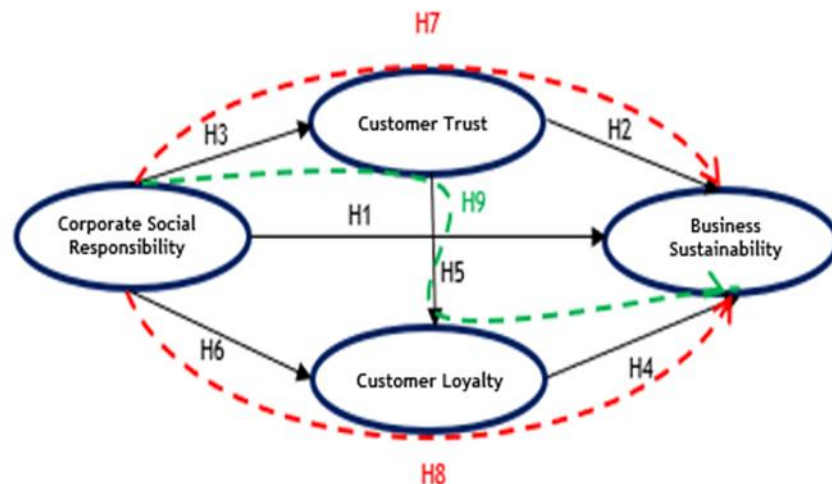 H7
Customer Trust
H3
H2
Corporate Social
Responsibility
H1
H9
Business
Sustainability
H5
H6
Customer Loyalty
H4
H8